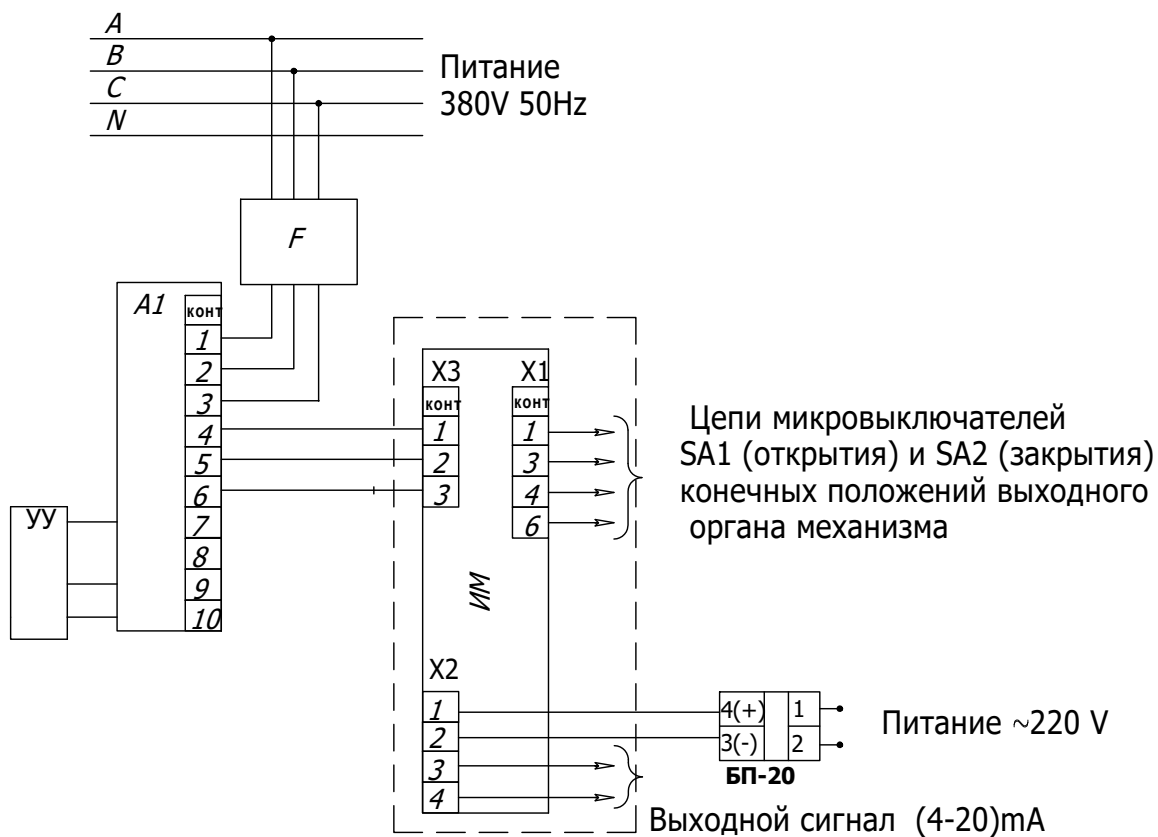 A
B
C
N
Питание
380V 50Hz
F
A1
конт
1
2
3
4
5
6
7
8
9
10
УУ
X3
конт
1
2
3
X1
конт
1
3
4
6
ИМ
Цепи микровыключателей
SA1 (открытия) и SA2 (закрытия)
конечных положений выходного
органа механизма
X2
1
2
3
4
4(+) 1
3(-) 2
БП-20
Питание ~220 V
Выходной сигнал (4-20)mA